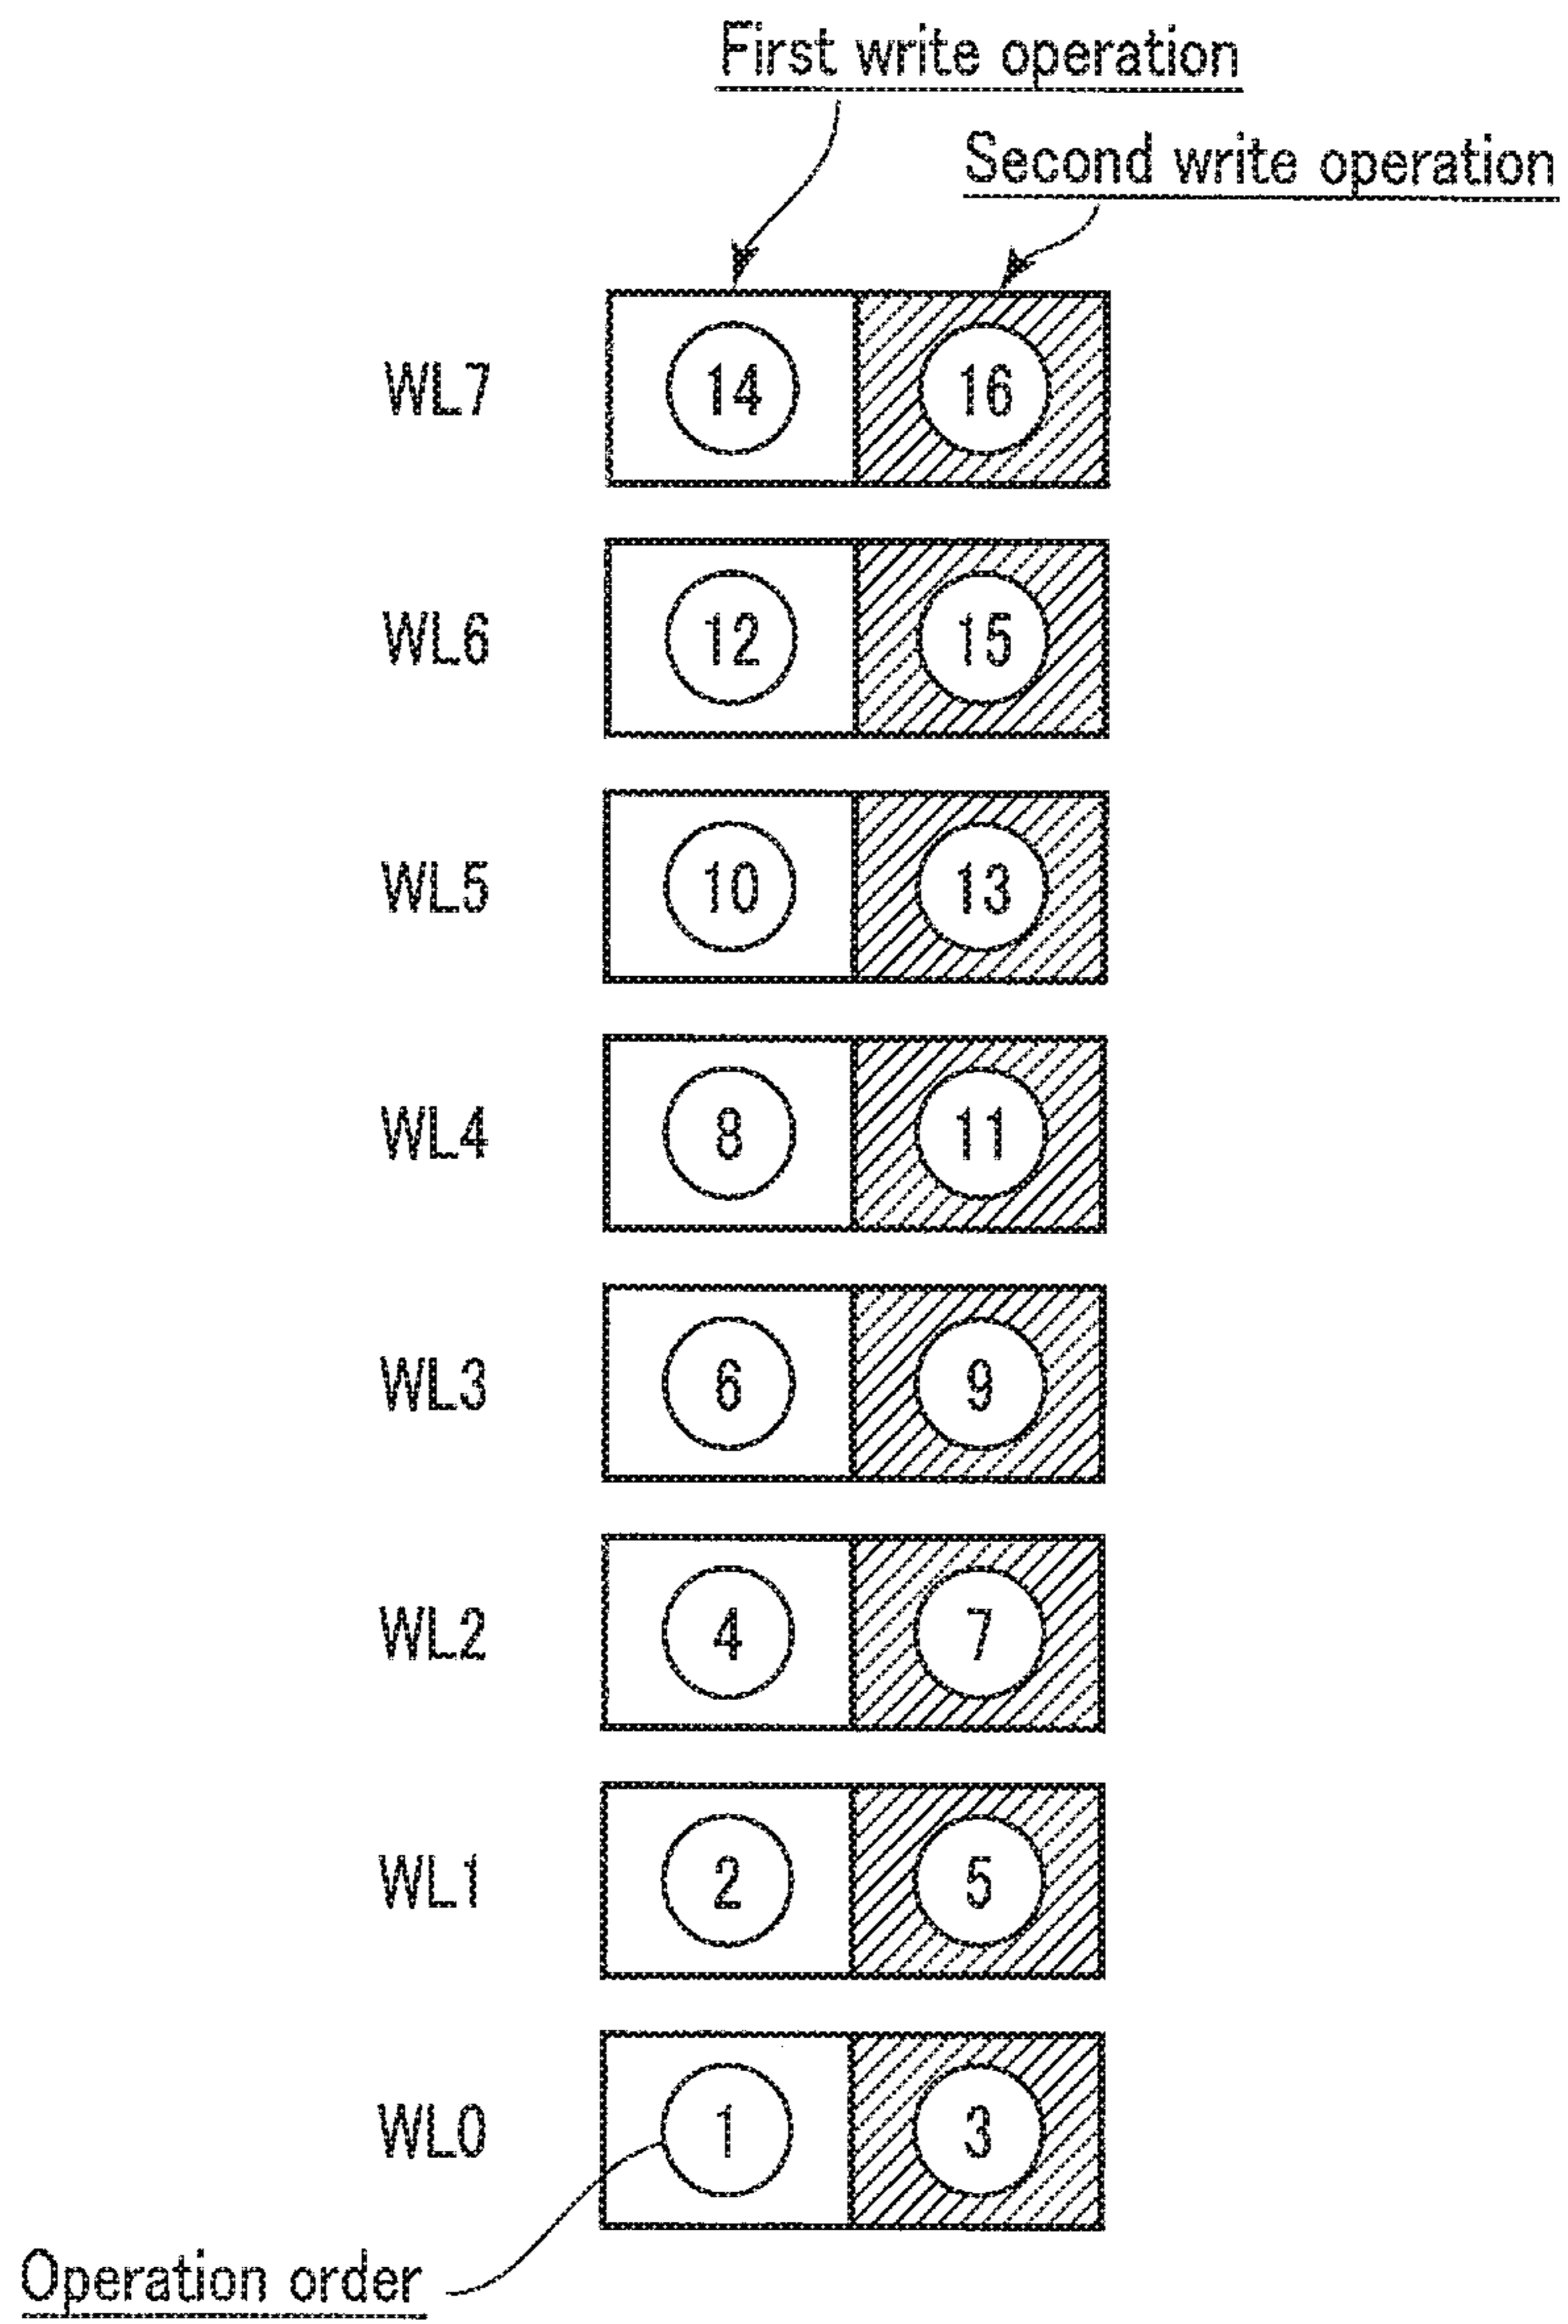 First write operation
Second write operation
WL7 14 16
WL6 12 15
WL5 10 13
WL4 8 11
WL3 6 9
WL2 4 7
WL1 2 5
WL0 1 3
Operation order